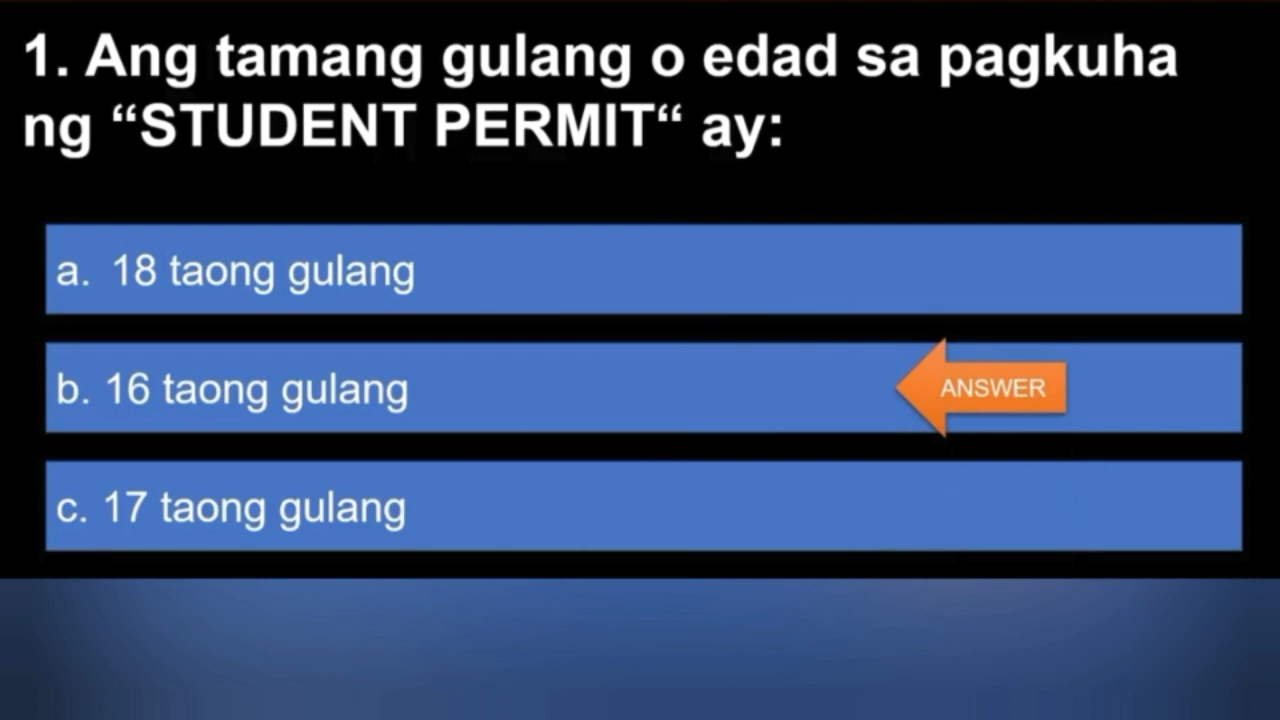 1. Ang tamang gulang o edad sa pagkuha
ng “STUDENT PERMIT“ ay:
a. 18 taong gulang
b. 16 taong gulang
ANSWER
c. 17 taong gulang